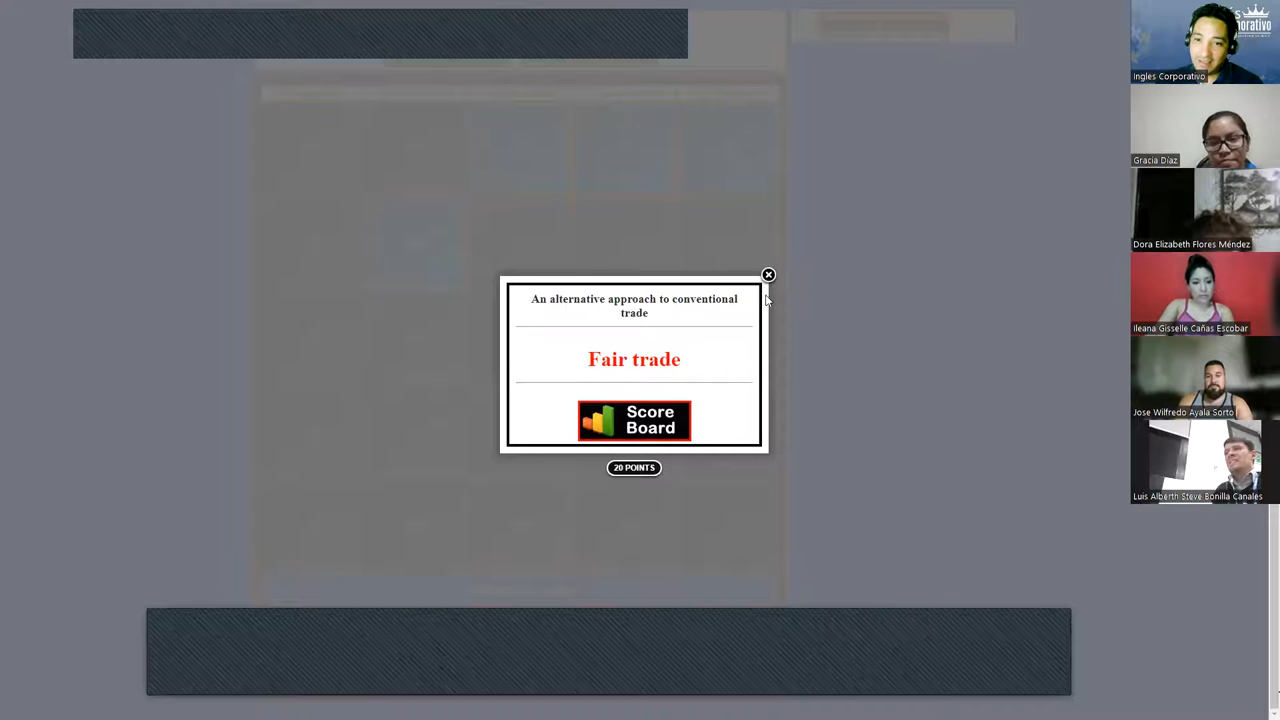 An alternative approach to conventional
trade
Fair trade
Score
Board
20 POINTS
Ingles Corporativo
Gracia Díaz
Dora Elizabeth Flores Méndez
Ileana Gisselle Cañas Escobar
Jose Wilfredo Ayala Sorto
Luis Alberth Steve Bonilla Canales